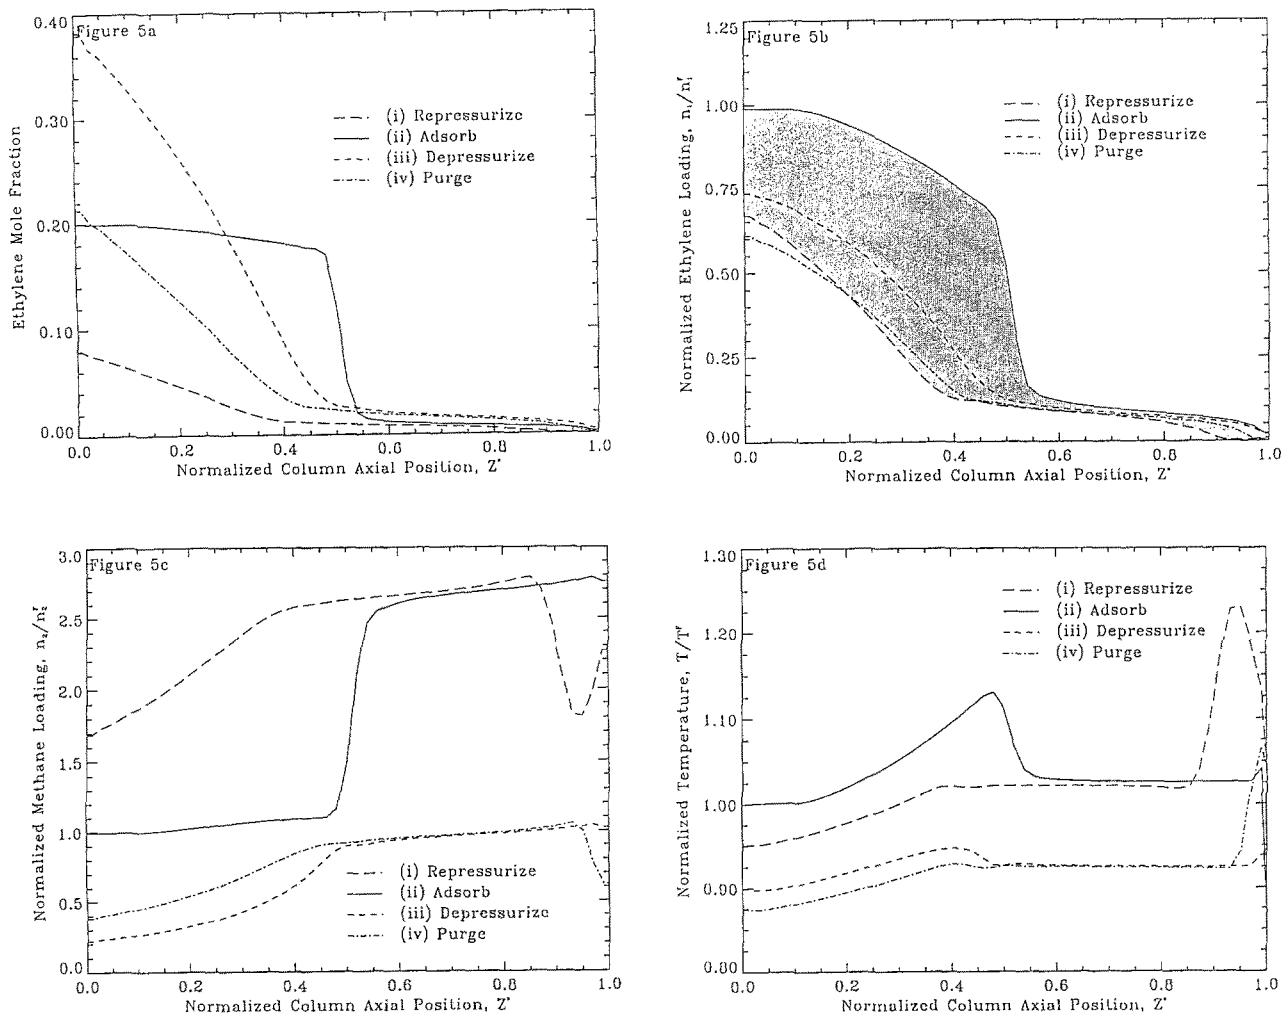 Figure 5a
Ethylene Mole Fraction
0.40
0.30
0.20
0.10
0.00
(i) Repressurize
(ii) Adsorb
(iii) Depressurize
(iv) Purge
0.0 0.2 0.4 0.6 0.8 1.0
Normalized Column Axial Position, Z*
Figure 5b
Normalized Ethylene Loading, n₁/n₁ᶠ
1.25
1.00
0.75
0.50
0.25
0.00
(i) Repressurize
(ii) Adsorb
(iii) Depressurize
(iv) Purge
0.0 0.2 0.4 0.6 0.8 1.0
Normalized Column Axial Position, Z*
Figure 5c
Normalized Methane Loading, n₂/n₂ᶠ
3.0
2.5
2.0
1.5
1.0
0.5
0.0
(i) Repressurize
(ii) Adsorb
(iii) Depressurize
(iv) Purge
0.0 0.2 0.4 0.6 0.8 1.0
Normalized Column Axial Position, Z*
Figure 5d
Normalized Temperature, T/Tᶠ
1.30
1.20
1.10
1.00
0.90
0.80
(i) Repressurize
(ii) Adsorb
(iii) Depressurize
(iv) Purge
0.0 0.2 0.4 0.6 0.8 1.0
Normalized Column Axial Position, Z*